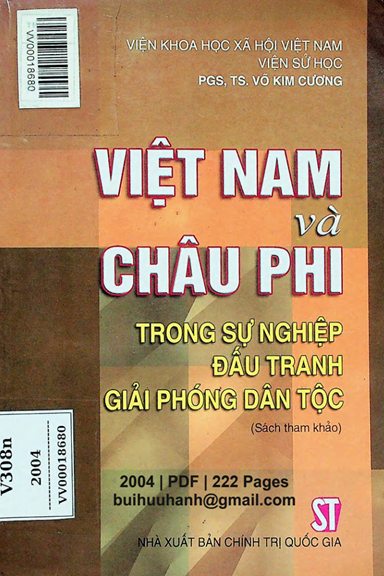 VV00018680
VIỆN KHOA HỌC XÃ HỘI VIỆT NAM
VIỆN SỬ HỌC
PGS, TS. VÕ KIM CƯƠNG
VIỆT NAM
và
CHÂU PHI
TRONG SỰ NGHIỆP
ĐẤU TRANH
GIẢI PHÓNG DÂN TỘC
(Sách tham khảo)
V308n
2004
VV00018680
2004 | PDF | 222 Pages
buihuuhanh@gmail.com
ST
NHÀ XUẤT BẢN CHÍNH TRỊ QUỐC GIA